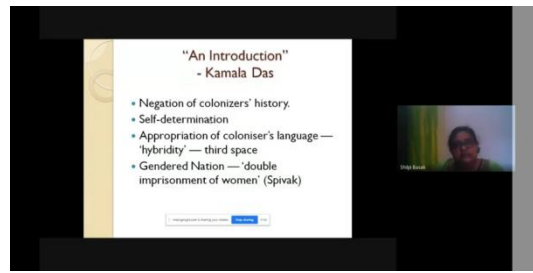 “An Introduction”
- Kamala Das
• Negation of colonizers’ history.
• Self-determination
• Appropriation of coloniser’s language —
‘hybridity’ — third space
• Gendered Nation — ‘double
imprisonment of women’ (Spivak)
Stop sharing